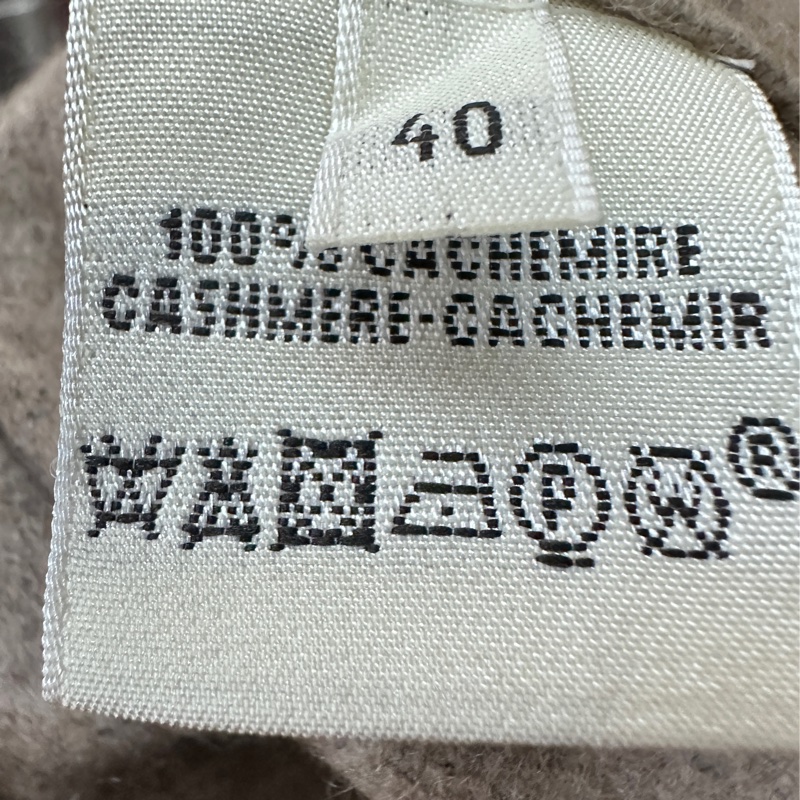 40
100% CACHEMIRE
CASHMERE-CACHEMIR
P W ®